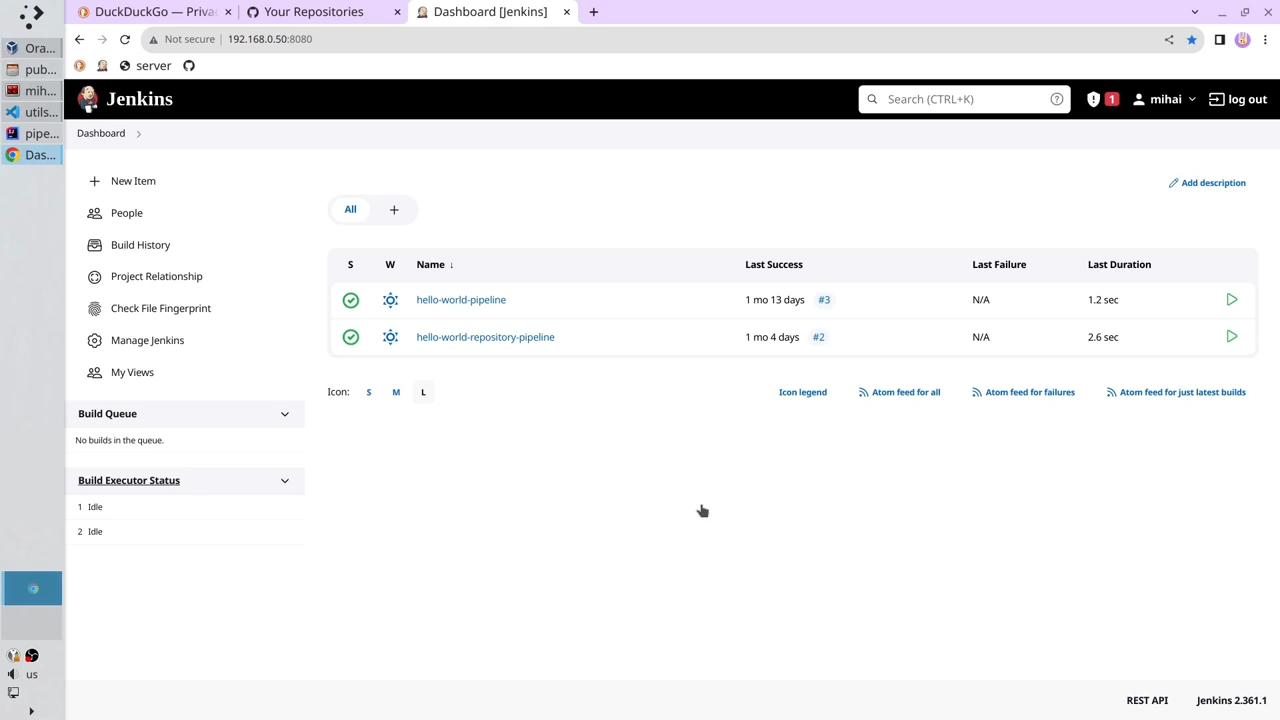 DuckDuckGo — Priva
Your Repositories
Dashboard [Jenkins]
Not secure
192.168.0.50:8080
server
Ora...
pub...
mih...
utils...
pipe...
Das...
us
Jenkins
Search (CTRL+K)
1
mihai
log out
Dashboard
New Item
People
Build History
Project Relationship
Check File Fingerprint
Manage Jenkins
My Views
Build Queue
No builds in the queue.
Build Executor Status
1 Idle
2 Idle
Add description
All
S W Name ↓ Last Success Last Failure Last Duration
hello-world-pipeline 1 mo 13 days #3 N/A 1.2 sec
hello-world-repository-pipeline 1 mo 4 days #2 N/A 2.6 sec
Icon: S M L
Icon legend Atom feed for all Atom feed for failures Atom feed for just latest builds
REST API Jenkins 2.361.1